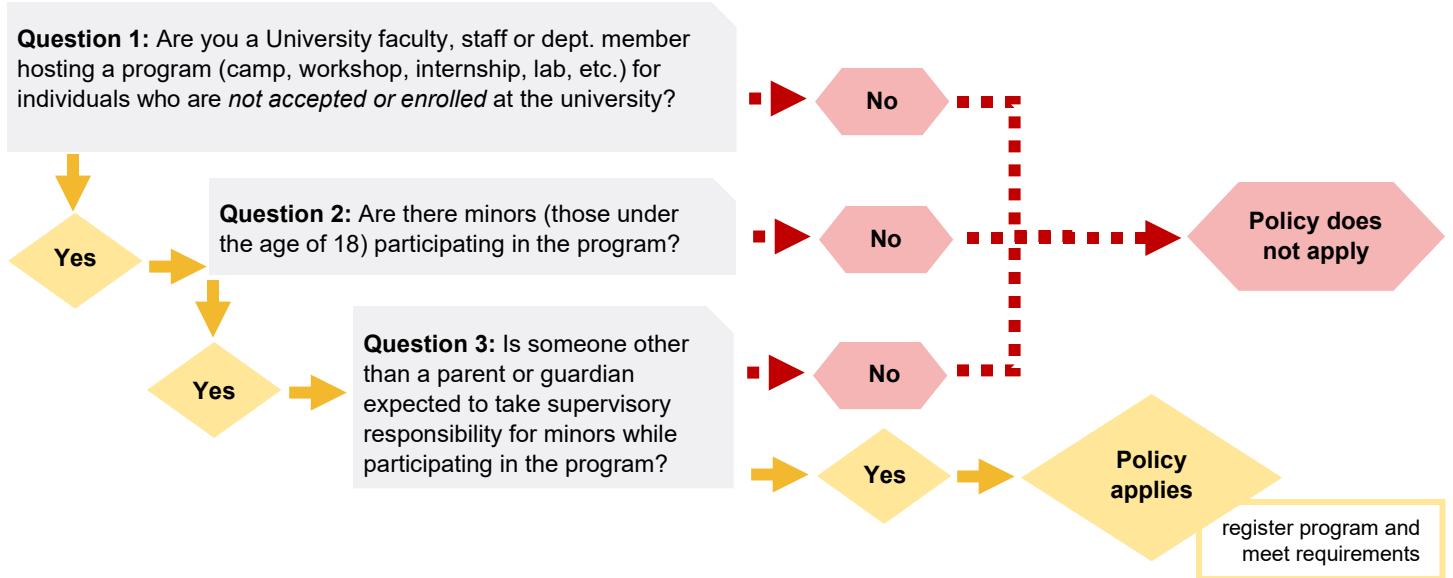 Question 1: Are you a University faculty, staff or dept. member
hosting a program (camp, workshop, internship, lab, etc.) for
individuals who are not accepted or enrolled at the university?
No
Yes
Question 2: Are there minors (those under
the age of 18) participating in the program?
No
Policy does
not apply
Yes
Question 3: Is someone other
than a parent or guardian
expected to take supervisory
responsibility for minors while
participating in the program?
No
Yes
Policy
applies
register program and
meet requirements